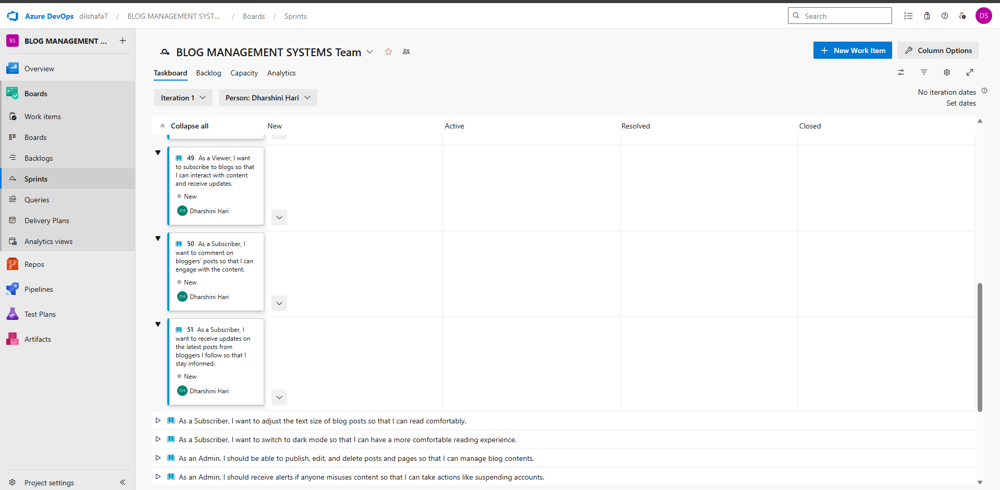 Azure DevOps dilshafa7 / BLOG MANAGEMENT SYST... / Boards / Sprints
Search
DS
BS BLOG MANAGEMENT ...
Overview
Boards
Work items
Boards
Backlogs
Sprints
Queries
Delivery Plans
Analytics views
Repos
Pipelines
Test Plans
Artifacts
Project settings
BLOG MANAGEMENT SYSTEMS Team
New Work Item
Column Options
Taskboard Backlog Capacity Analytics
Iteration 1
Person: Dharshini Hari
No iteration dates
Set dates
Collapse all New Active Resolved Closed
49 As a Viewer, I want
to subscribe to blogs so that
I can interact with content
and receive updates.
New
DH Dharshini Hari
50 As a Subscriber, I
want to comment on
bloggers’ posts so that I can
engage with the content.
New
DH Dharshini Hari
51 As a Subscriber, I
want to receive updates on
the latest posts from
bloggers I follow so that I
stay informed.
New
DH Dharshini Hari
As a Subscriber, I want to adjust the text size of blog posts so that I can read comfortably.
As a Subscriber, I want to switch to dark mode so that I can have a more comfortable reading experience.
As an Admin, I should be able to publish, edit, and delete posts and pages so that I can manage blog contents.
As an Admin, I should receive alerts if anyone misuses content so that I can take actions like suspending accounts.